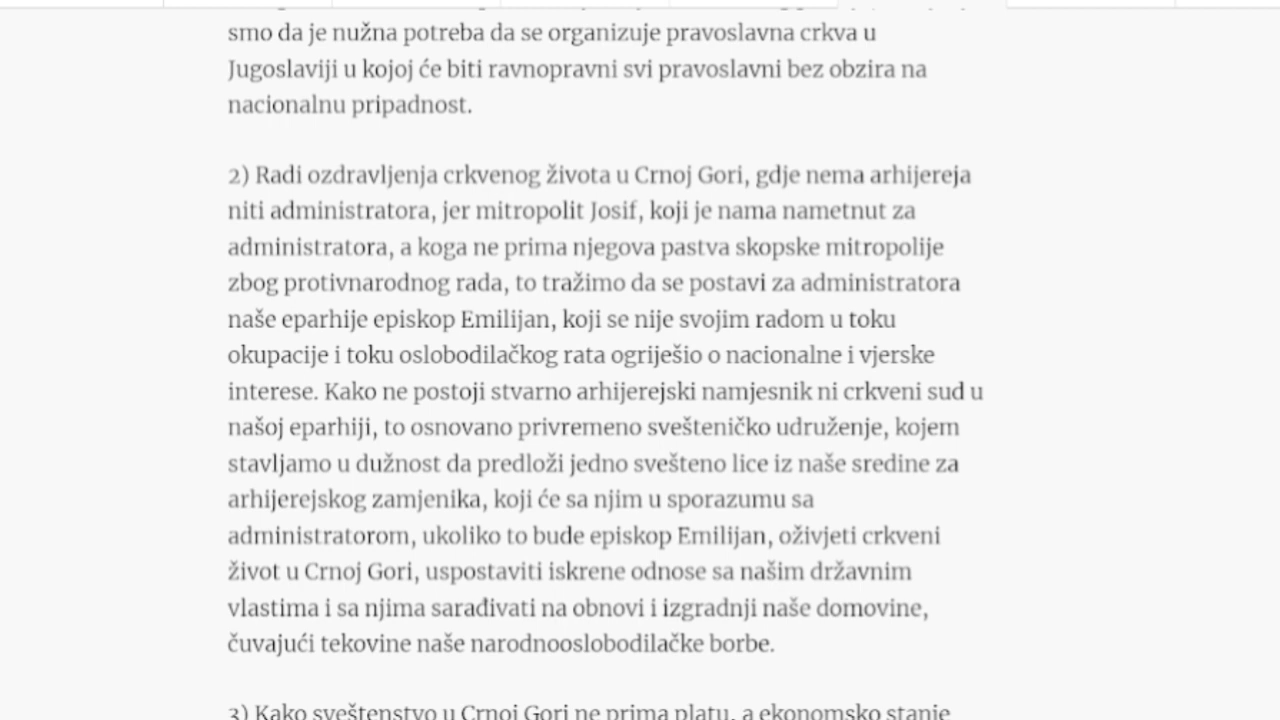 smo da je nužna potreba da se organizuje pravoslavna crkva u
Jugoslaviji u kojoj će biti ravnopravni svi pravoslavni bez obzira na
nacionalnu pripadnost.
2) Radi ozdravljenja crkvenog života u Crnoj Gori, gdje nema arhijereja
niti administratora, jer mitropolit Josif, koji je nama nametnut za
administratora, a koga ne prima njegova pastva skopske mitropolije
zbog protivnarodnog rada, to tražimo da se postavi za administratora
naše eparhije episkop Emilijan, koji se nije svojim radom u toku
okupacije i toku oslobodilačkog rata ogriješio o nacionalne i vjerske
interese. Kako ne postoji stvarno arhijerejski namjesnik ni crkveni sud u
našoj eparhiji, to osnovano privremeno svešteničko udruženje, kojem
stavljamo u dužnost da predloži jedno svešteno lice iz naše sredine za
arhijerejskog zamjenika, koji će sa njim u sporazumu sa
administratorom, ukoliko to bude episkop Emilijan, oživjeti crkveni
život u Crnoj Gori, uspostaviti iskrene odnose sa našim državnim
vlastima i sa njima sarađivati na obnovi i izgradnji naše domovine,
čuvajući tekovine naše narodnooslobodilačke borbe.
3) Kako sveštenstvo u Crnoj Gori ne prima platu, a ekonomsko stanje